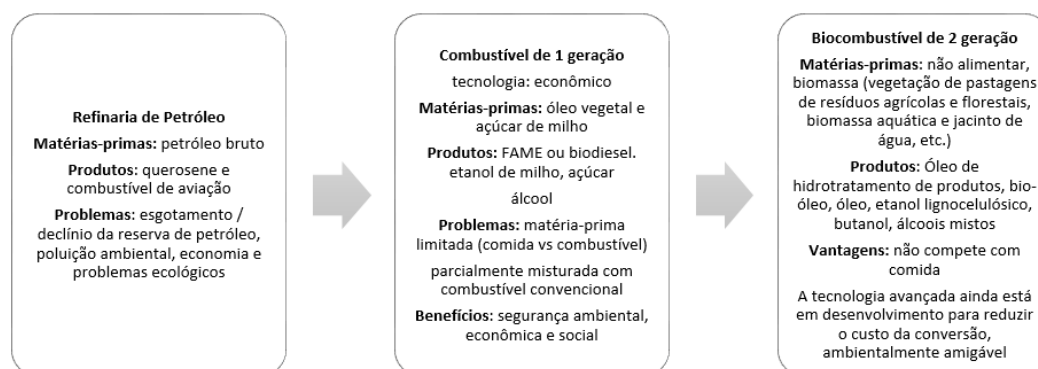 Refinaria de Petróleo
Matérias-primas: petróleo bruto
Produtos: querosene e
combustível de aviação
Problemas: esgotamento /
declínio da reserva de petróleo,
poluição ambiental, economia e
problemas ecológicos
Combustível de 1 geração
tecnologia: econômico
Matérias-primas: óleo vegetal e
açúcar de milho
Produtos: FAME ou biodiesel.
etanol de milho, açúcar
álcool
Problemas: matéria-prima
limitada (comida vs combustível)
parcialmente misturada com
combustível convencional
Benefícios: segurança ambiental,
econômica e social
Biocombustível de 2 geração
Matérias-primas: não alimentar,
biomassa (vegetação de pastagens
de resíduos agrícolas e florestais,
biomassa aquática e jacinto de
água, etc.)
Produtos: Óleo de
hidrotratamento de produtos, bio-
óleo, óleo, etanol lignocelulósico,
butanol, álcoois mistos
Vantagens: não compete com
comida
A tecnologia avançada ainda está
em desenvolvimento para reduzir
o custo da conversão,
ambientalmente amigável